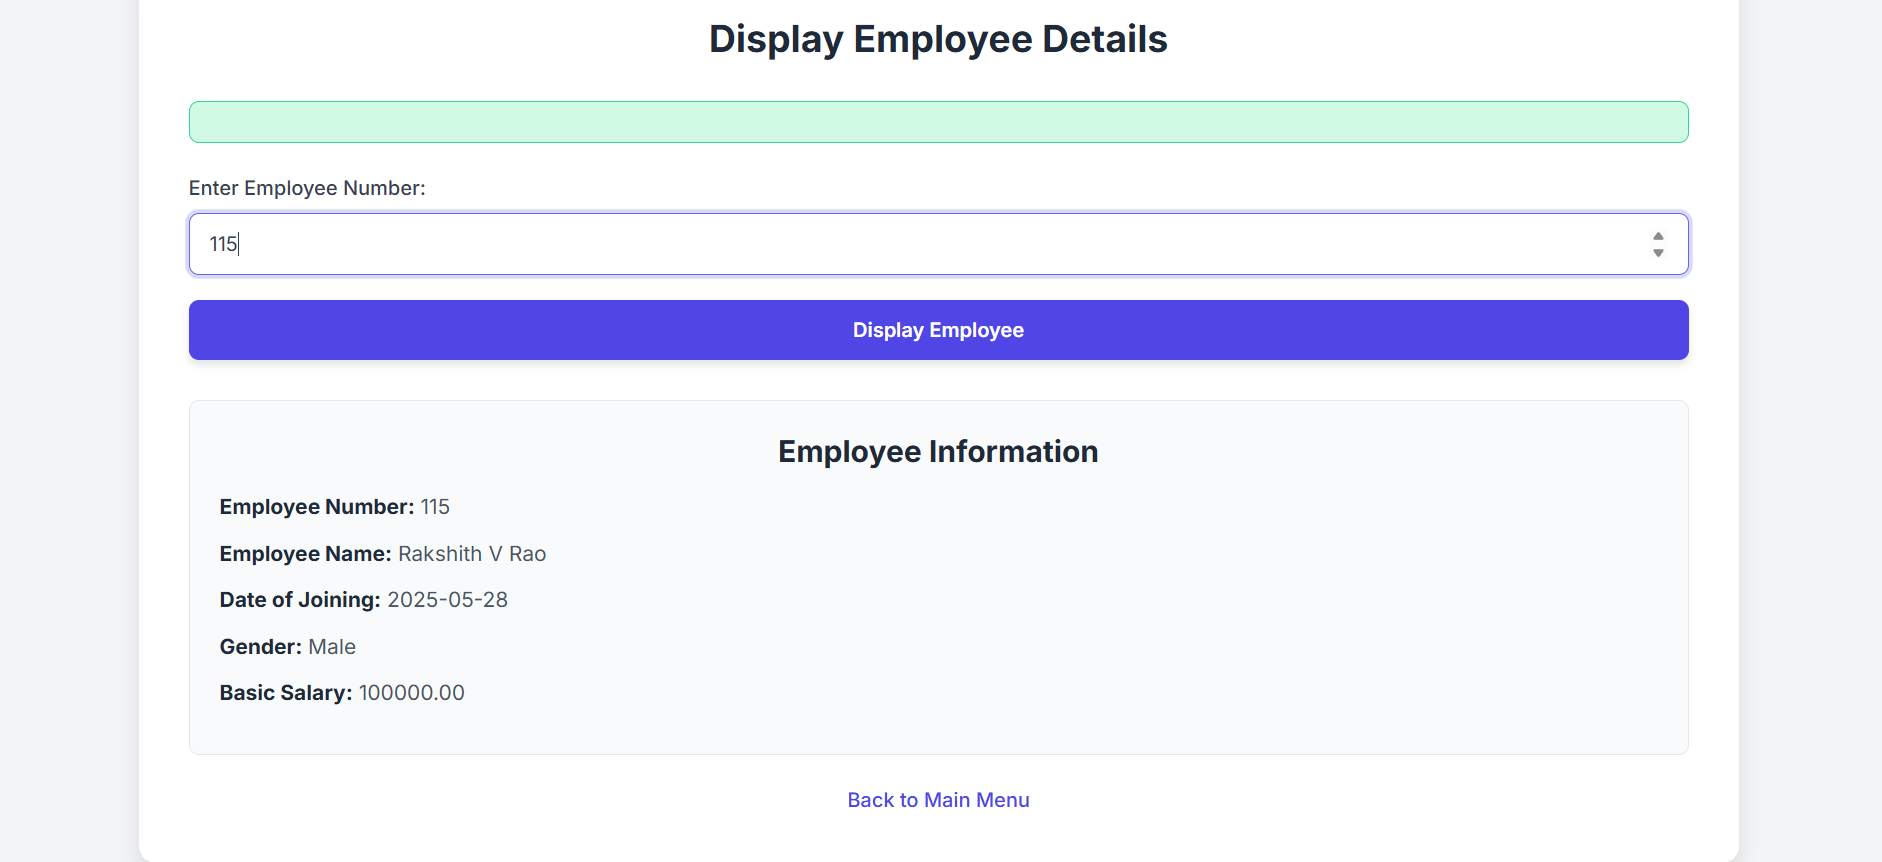 Display Employee Details
Enter Employee Number:
115
Display Employee
Employee Information
Employee Number: 115
Employee Name: Rakshith V Rao
Date of Joining: 2025-05-28
Gender: Male
Basic Salary: 100000.00
Back to Main Menu